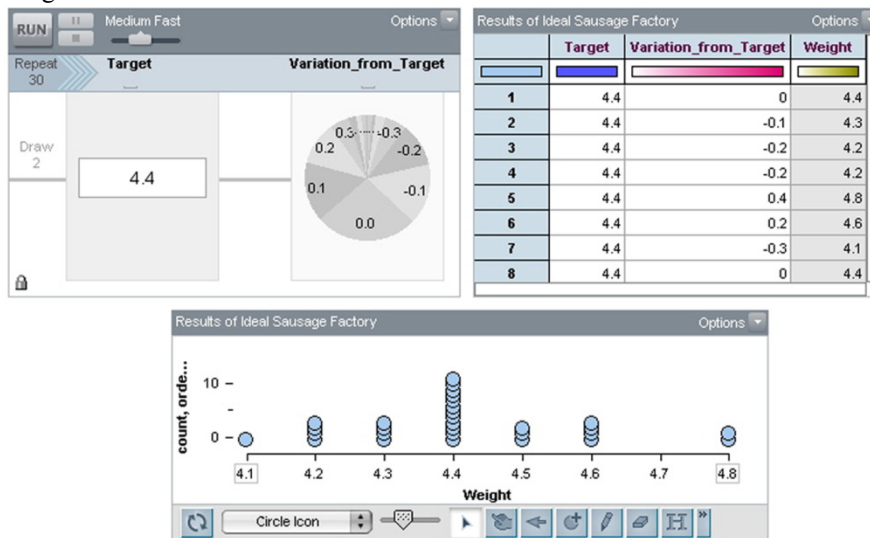 RUN
Medium Fast
Options
Repeat
30
Target
Variation_from_Target
Draw
2
4.4
0.3
-0.3
0.2
-0.2
0.1
-0.1
0.0
Results of Ideal Sausage Factory
Options
Target Variation_from_Target Weight
1 4.4 0 4.4
2 4.4 -0.1 4.3
3 4.4 -0.2 4.2
4 4.4 -0.2 4.2
5 4.4 0.4 4.8
6 4.4 0.2 4.6
7 4.4 -0.3 4.1
8 4.4 0 4.4
Results of Ideal Sausage Factory
Options
count, orde...
10
0
4.1 4.2 4.3 4.4 4.5 4.6 4.7 4.8
Weight
Circle Icon